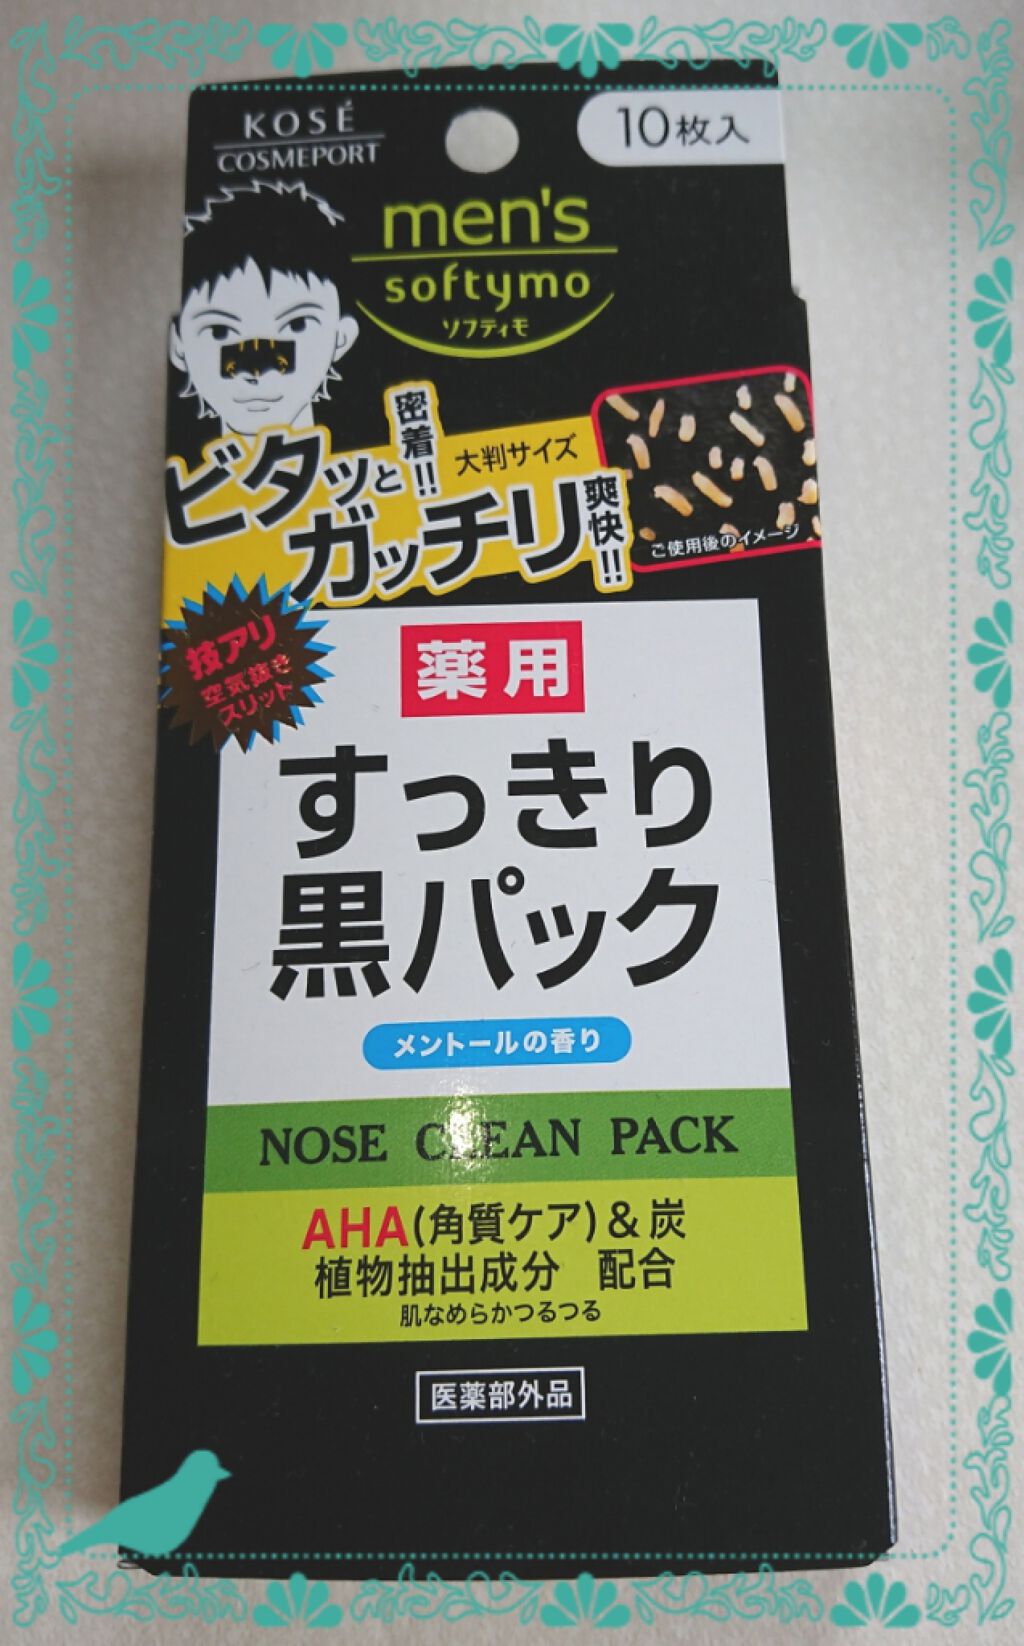 KOSÉ
COSMEPORT
10枚入
men's
softymo
ソフティモ
ビタッと
密着!!
大判サイズ
ガッチリ
爽快!!
ご使用後のイメージ
技アリ
空気抜き
スリット
薬用
すっきり
黒パック
メントールの香り
NOSE CLEAN PACK
AHA(角質ケア)&炭
植物抽出成分 配合
肌なめらかつるつる
医薬部外品